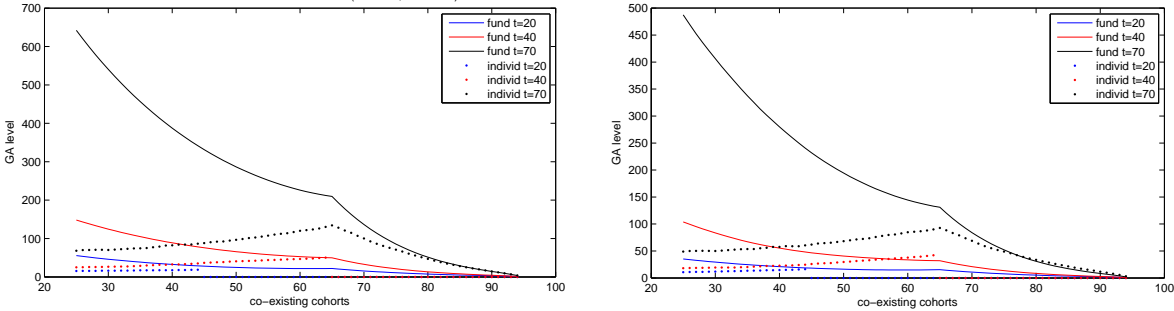 700
600
500
400
300
200
100
0
GA level
20 30 40 50 60 70 80 90 100
co−existing cohorts
fund t=20
fund t=40
fund t=70
individ t=20
individ t=40
individ t=70
500
450
400
350
300
250
200
150
100
50
0
GA level
20 30 40 50 60 70 80 90 100
co−existing cohorts
fund t=20
fund t=40
fund t=70
individ t=20
individ t=40
individ t=70